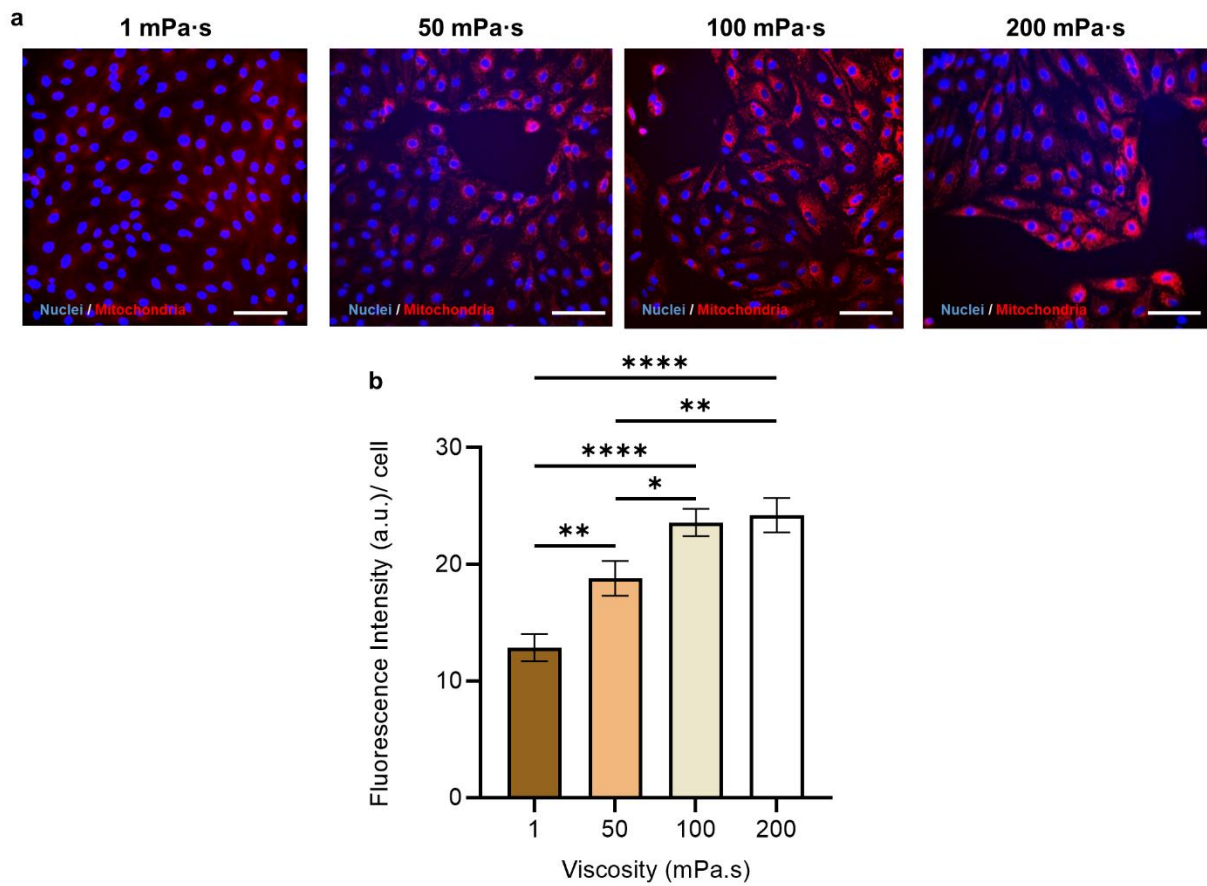 a
1 mPa·s 50 mPa·s 100 mPa·s 200 mPa·s
Nuclei / Mitochondria Nuclei / Mitochondria Nuclei / Mitochondria Nuclei / Mitochondria
b
****
**
****
*
**
Fluorescence Intensity (a.u.)/ cell
30
20
10
0
1 50 100 200
Viscosity (mPa.s)